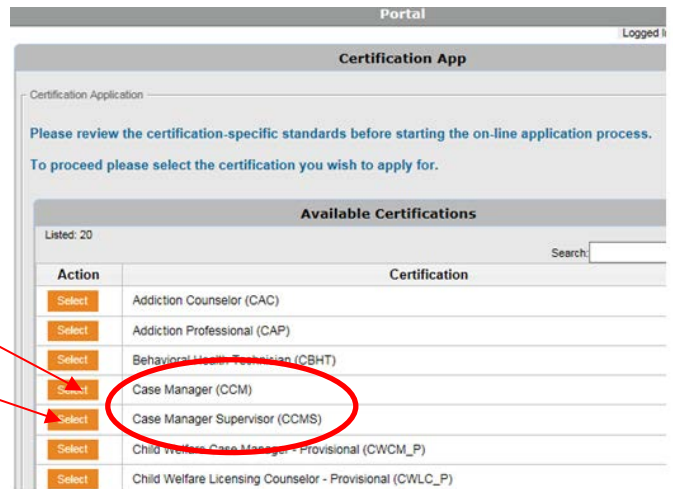 Portal
Logged I
Certification App
Certification Application
Please review the certification-specific standards before starting the on-line application process.
To proceed please select the certification you wish to apply for.
Available Certifications
Listed: 20
Search:
Action Certification
Select Addiction Counselor (CAC)
Select Addiction Professional (CAP)
Select Behavioral Health Technician (CBHT)
Select Case Manager (CCM)
Select Case Manager Supervisor (CCMS)
Select Child Welfare Case Manager - Provisional (CWCM_P)
Select Child Welfare Licensing Counselor - Provisional (CWLC_P)